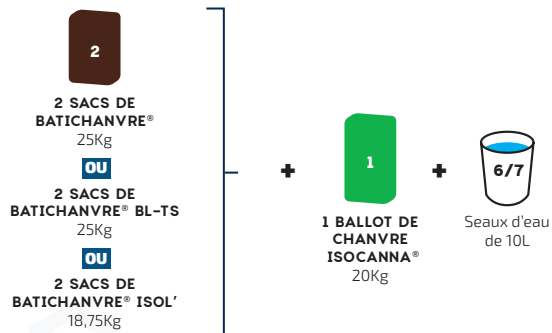 2
2 SACS DE
BATICHANVRE®
25Kg
OU
2 SACS DE
BATICHANVRE® BL-TS
25Kg
OU
2 SACS DE
BATICHANVRE® ISOL'
18,75Kg
+
1
1 BALLOT DE
CHANVRE
ISOCANNA®
20Kg
+
6/7
Seaux d'eau
de 10L